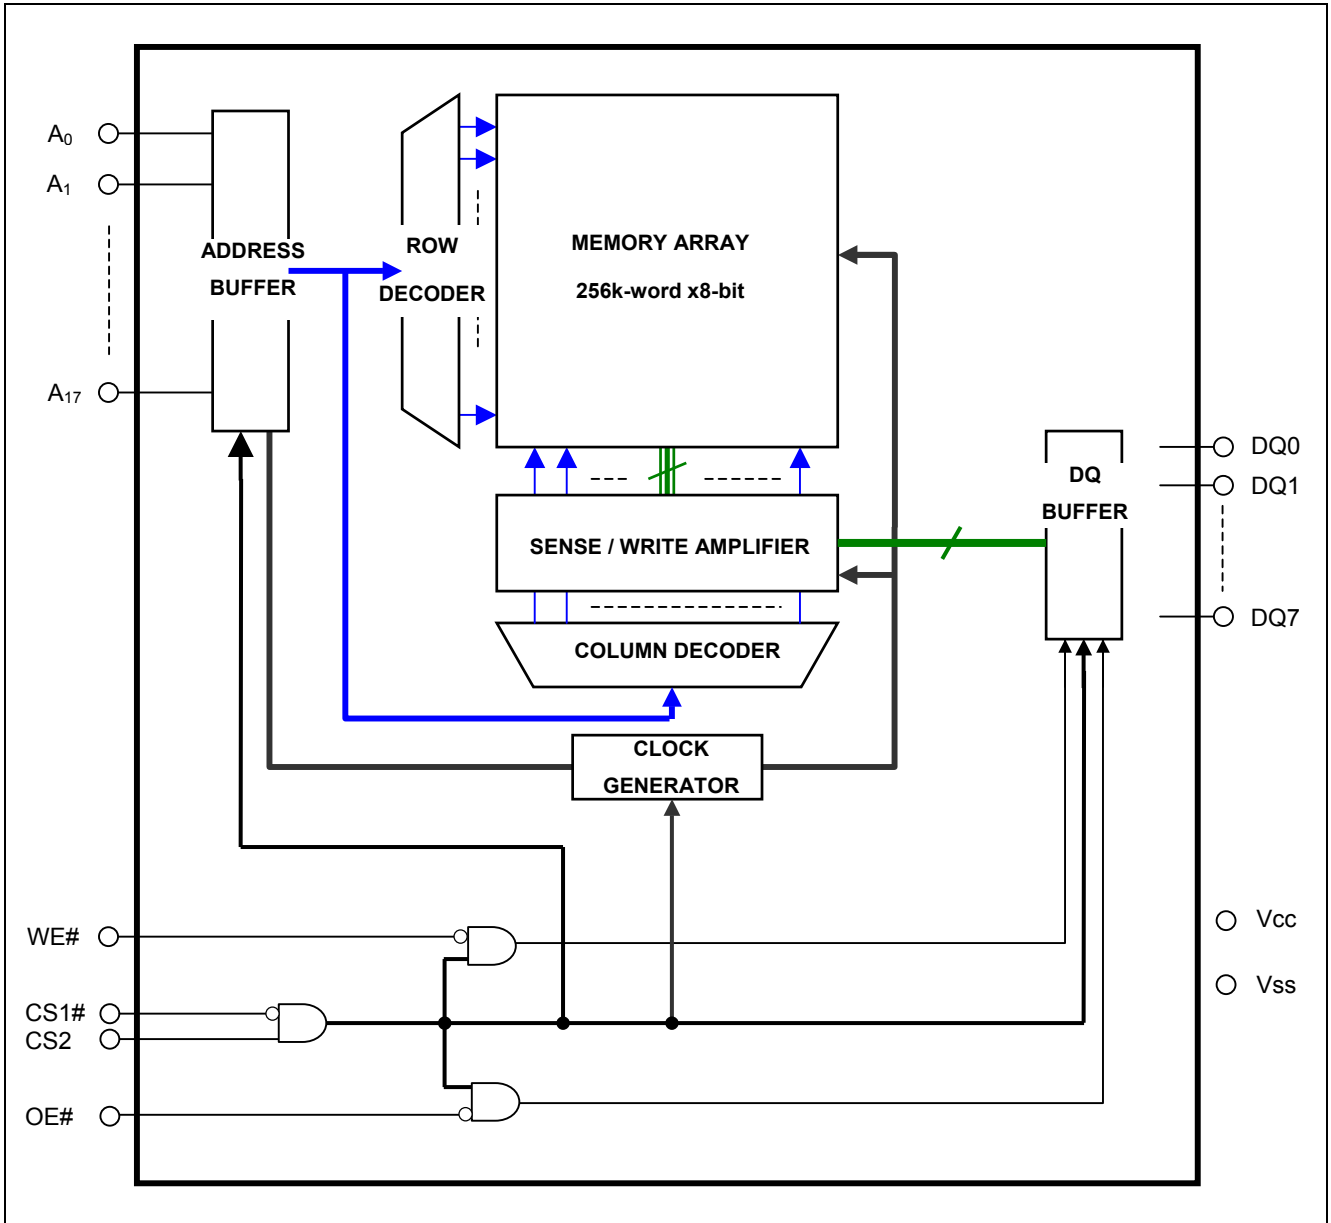 A0
A1
A17
ADDRESS
BUFFER
ROW
DECODER
MEMORY ARRAY
256k-word x8-bit
SENSE / WRITE AMPLIFIER
COLUMN DECODER
CLOCK
GENERATOR
DQ
BUFFER
DQ0
DQ1
DQ7
WE#
CS1#
CS2
OE#
Vcc
Vss